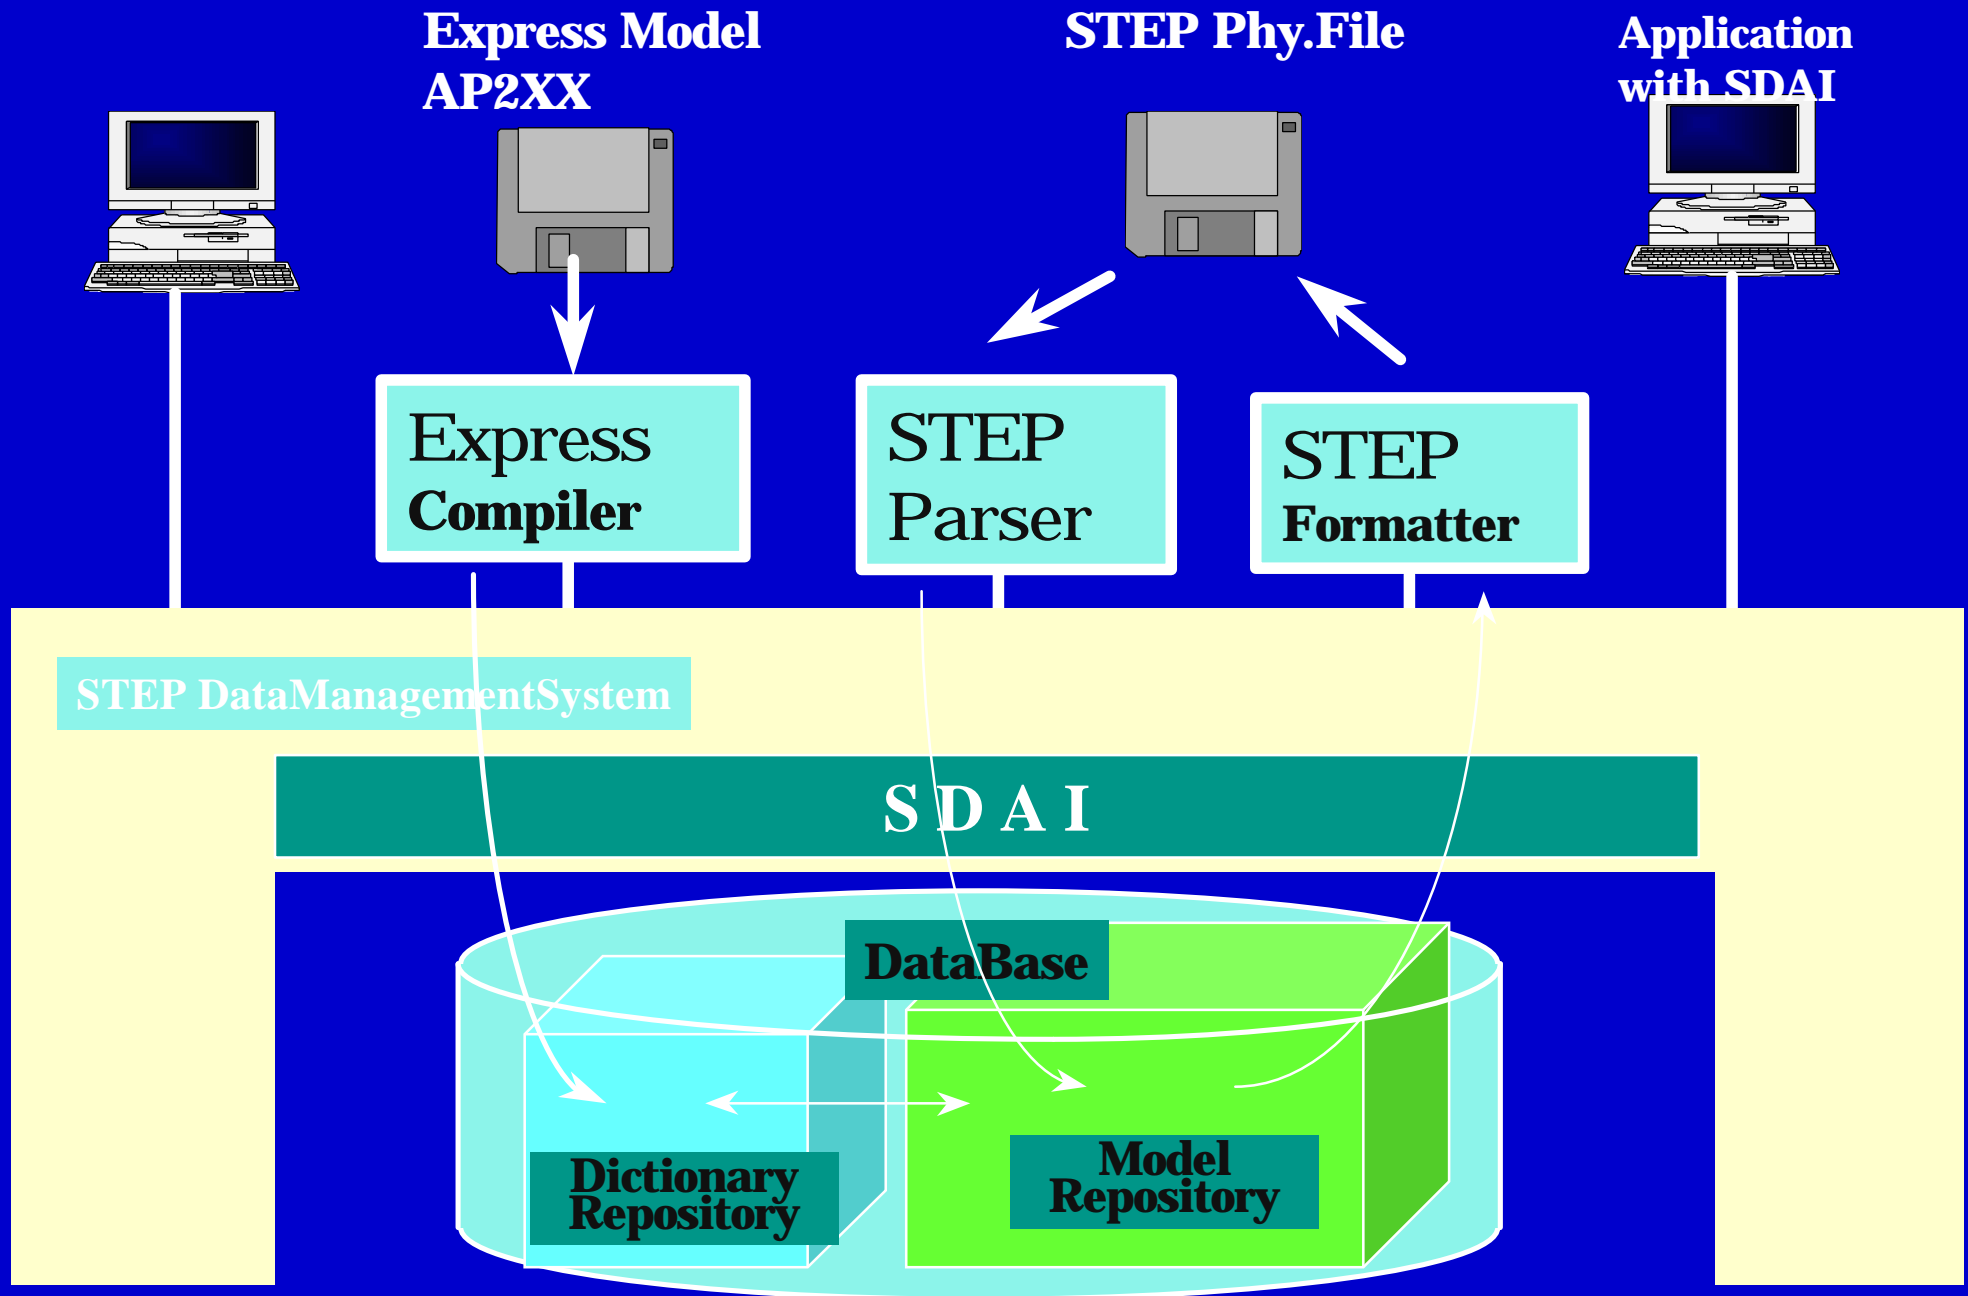 Express Model
AP2XX
STEP Phy.File
Application
with SDAI
Express
Compiler
STEP
Parser
STEP
Formatter
STEP DataManagementSystem
S D A I
DataBase
Dictionary
Repository
Model
Repository